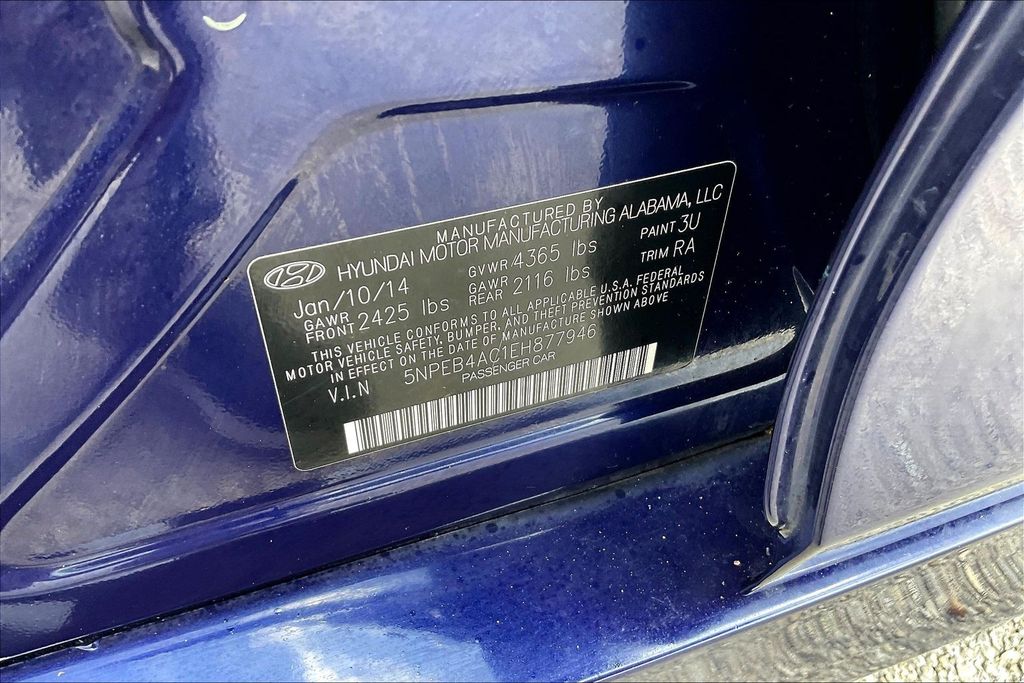 MANUFACTURED BY
HYUNDAI MOTOR MANUFACTURING ALABAMA, LLC
Jan/10/14 GVWR 4365 lbs PAINT 3U
GAWR FRONT 2425 lbs GAWR REAR 2116 lbs TRIM RA
THIS VEHICLE CONFORMS TO ALL APPLICABLE U.S.A. FEDERAL
MOTOR VEHICLE SAFETY, BUMPER, AND THEFT PREVENTION STANDARDS
IN EFFECT ON THE DATE OF MANUFACTURE SHOWN ABOVE
V.I.N 5NPEB4AC1EH877946
PASSENGER CAR